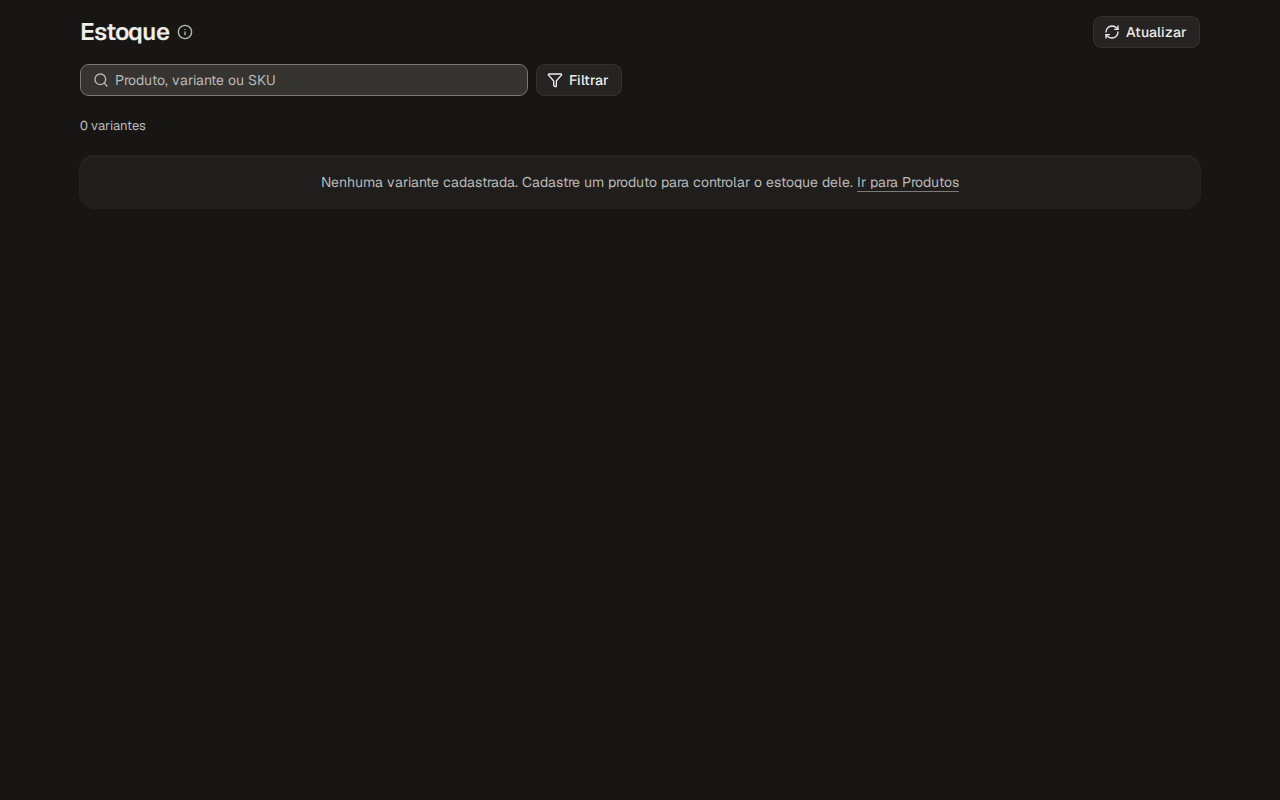 Estoque
Atualizar
Produto, variante ou SKU
Filtrar
0 variantes
Nenhuma variante cadastrada. Cadastre um produto para controlar o estoque dele. Ir para Produtos